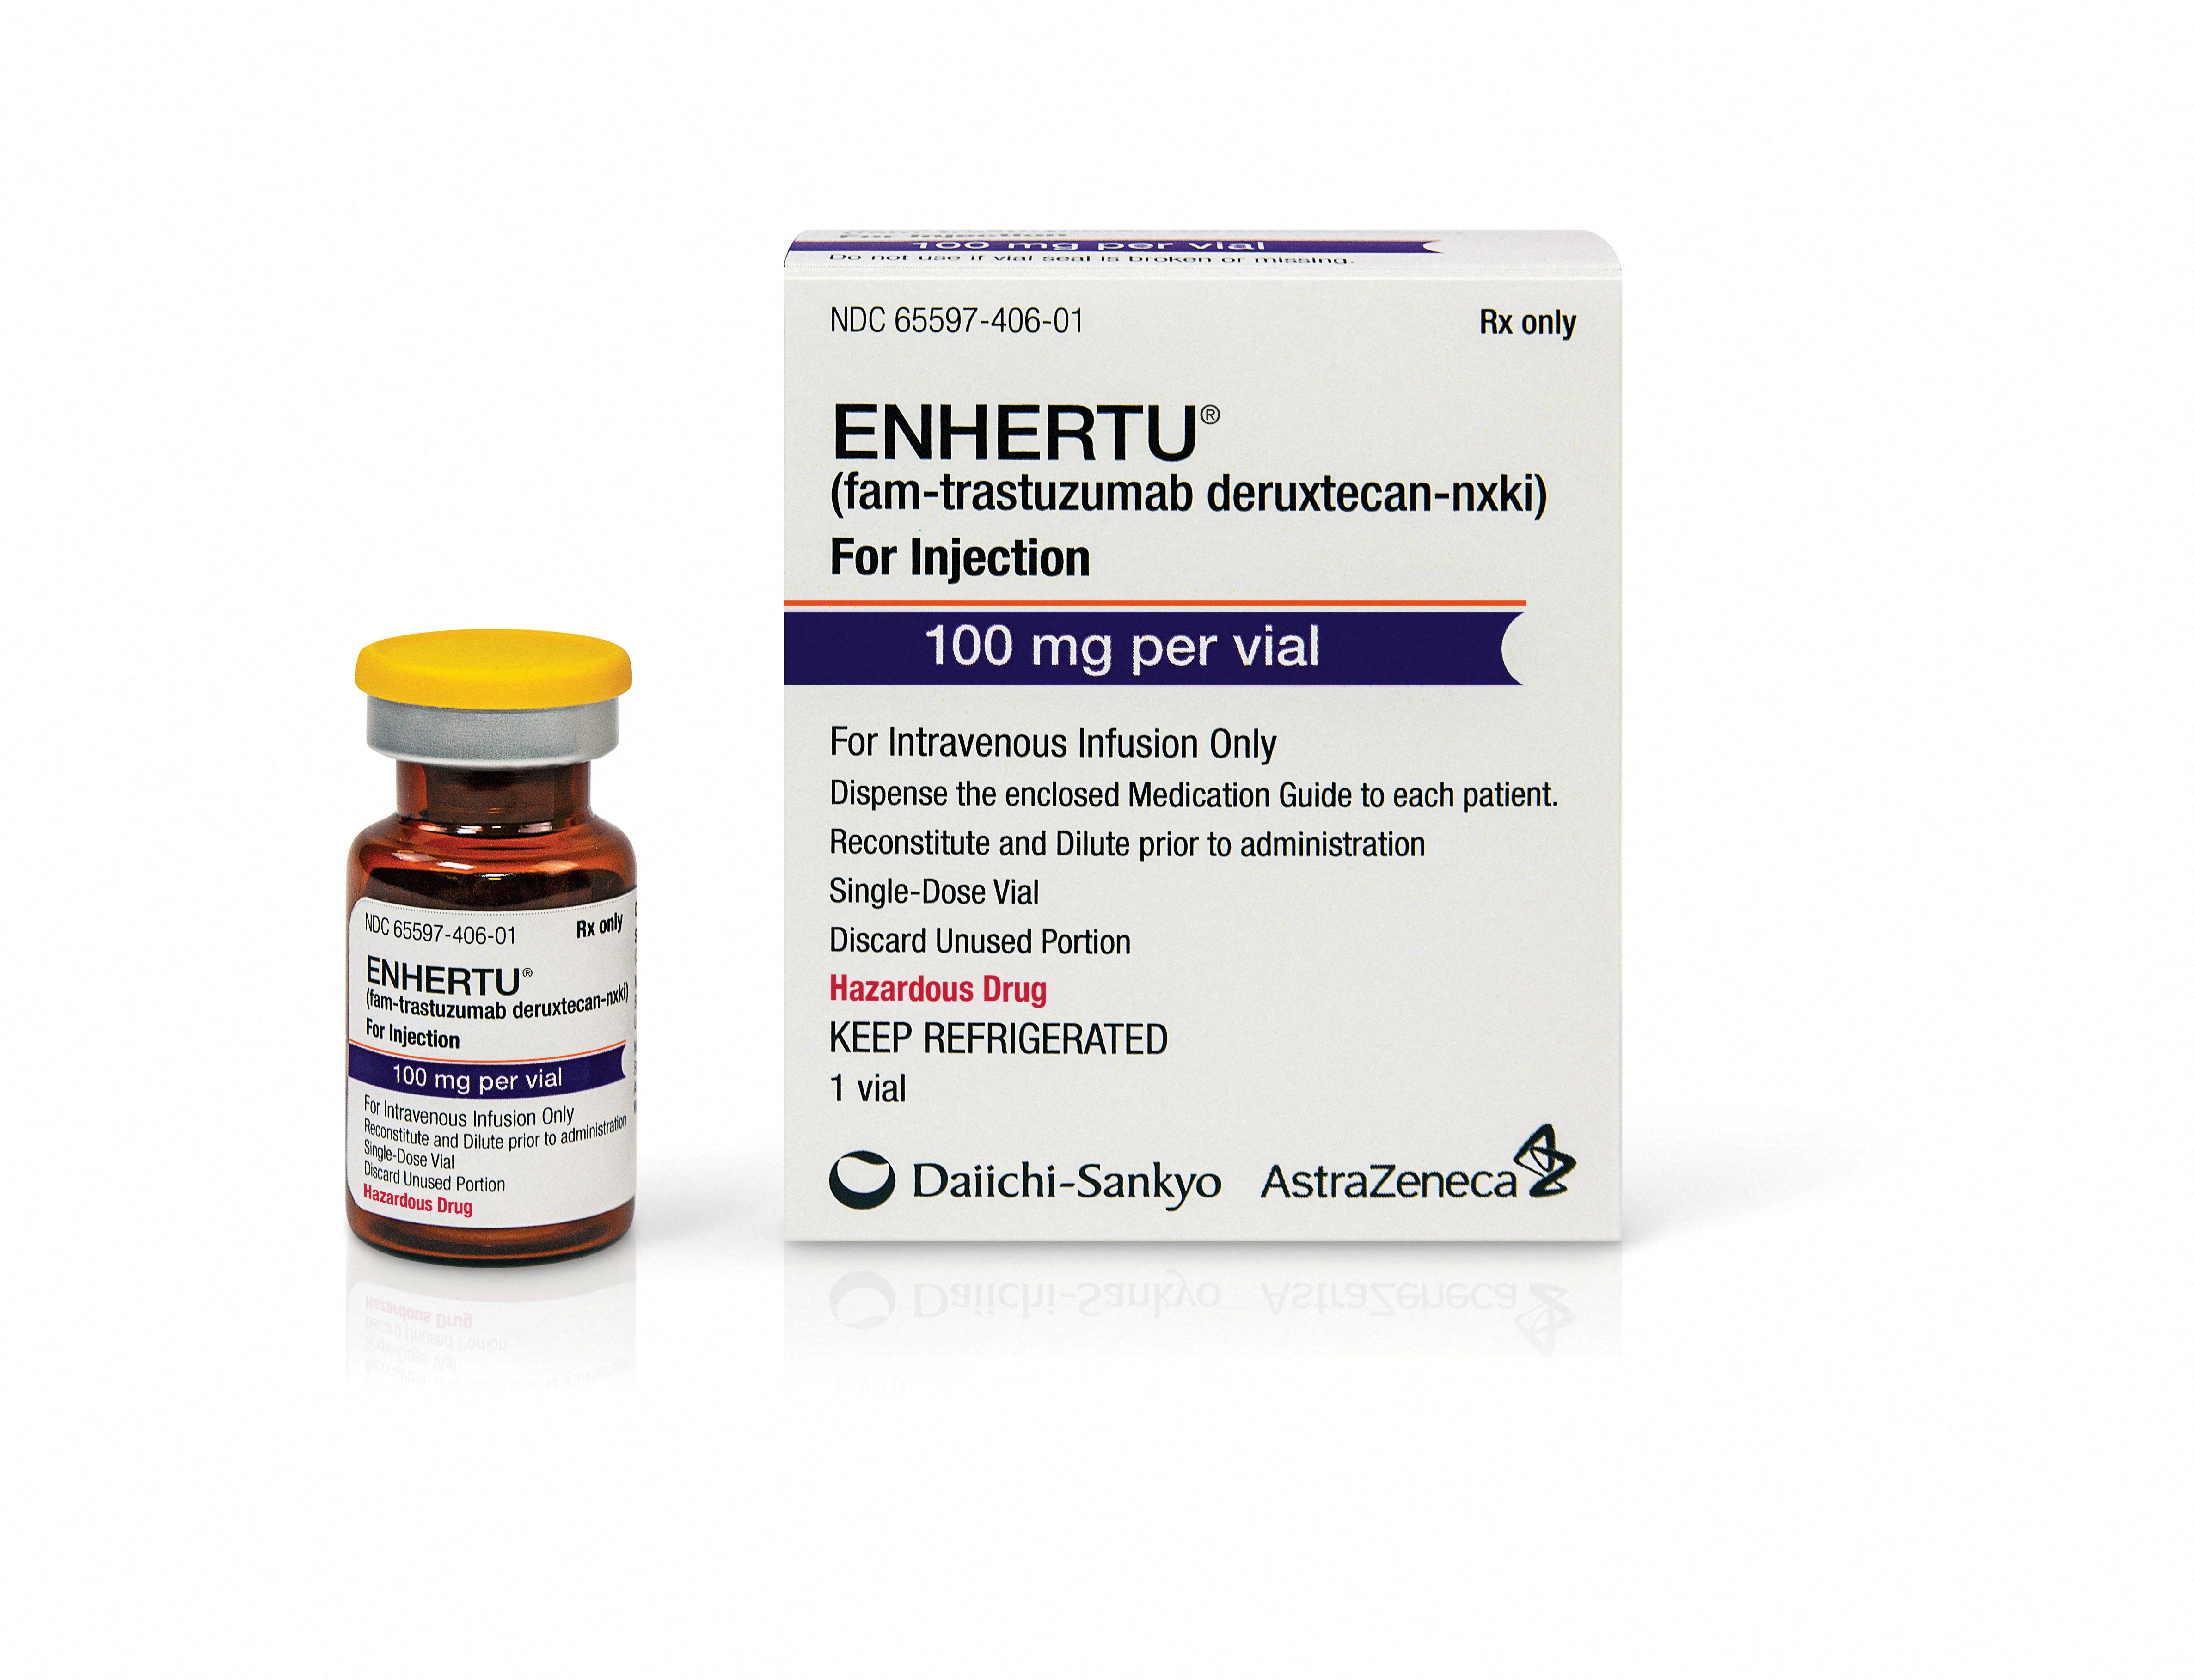 For Injection
100 mg per vial
Do not use if vial seal is broken or missing.
NDC 65597-406-01
Rx only
ENHERTU®
(fam-trastuzumab deruxtecan-nxki)
For Injection
100 mg per vial
For Intravenous Infusion Only
Dispense the enclosed Medication Guide to each patient.
Reconstitute and Dilute prior to administration
Single-Dose Vial
Discard Unused Portion
Hazardous Drug
KEEP REFRIGERATED
1 vial
Daiichi-Sankyo
AstraZeneca
NDC 65597-406-01
Rx only
ENHERTU®
(fam-trastuzumab deruxtecan-nxki)
For Injection
100 mg per vial
For Intravenous Infusion Only
Reconstitute and Dilute prior to administration
Single-Dose Vial
Discard Unused Portion
Hazardous Drug